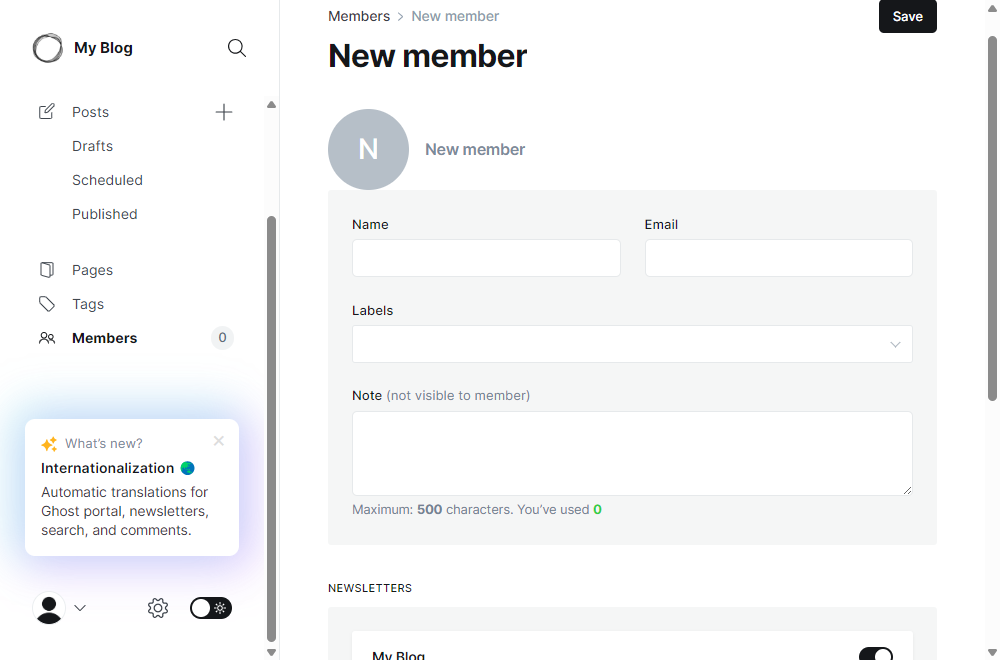 My Blog
Posts
Drafts
Scheduled
Published
Pages
Tags
Members
0
What's new?
Internationalization
Automatic translations for
Ghost portal, newsletters,
search, and comments.
Members > New member
Save
New member
N
New member
Name
Email
Labels
Note (not visible to member)
Maximum: 500 characters. You've used 0
NEWSLETTERS
My Blog